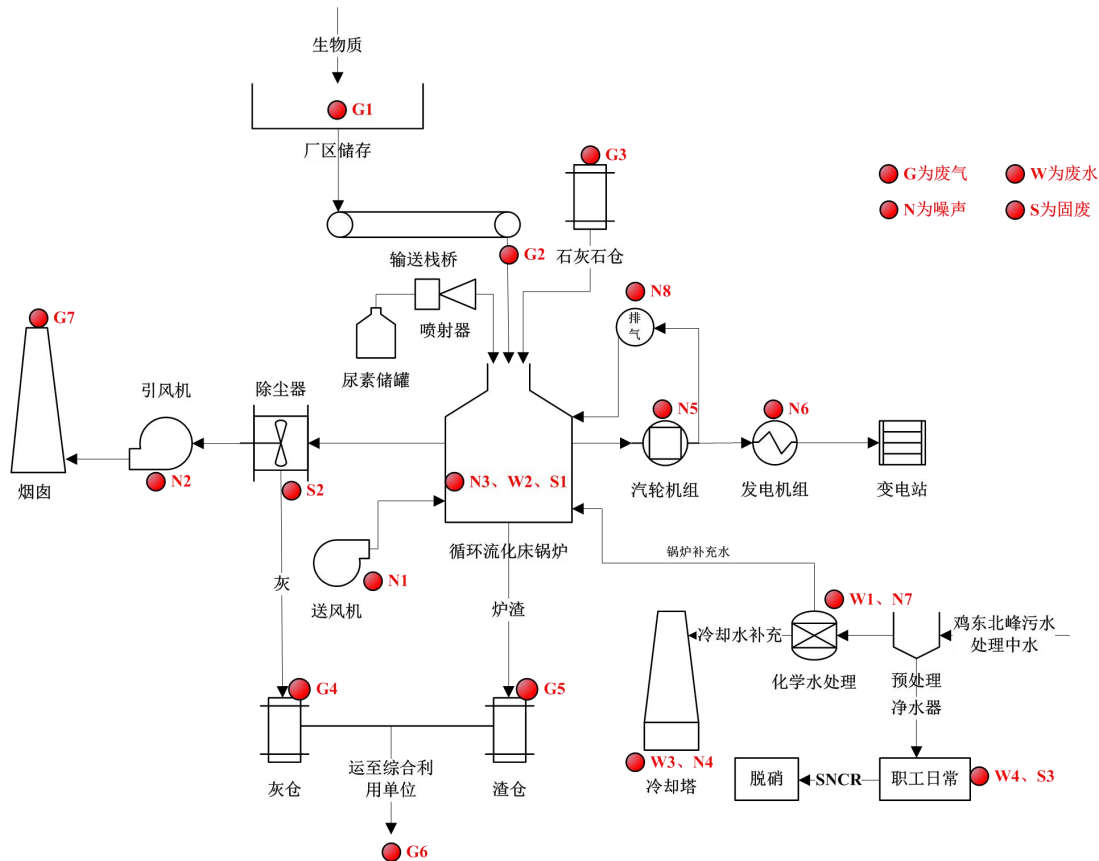 生物质
G1
厂区储存
G3
G为废气
W为废水
N为噪声
S为固废
输送栈桥
G2
石灰石仓
N8
排
气
喷射器
尿素储罐
G7
引风机
除尘器
N5
N6
烟囱
N2
S2
N3、W2、S1
汽轮机组
发电机组
变电站
循环流化床锅炉
锅炉补充水
灰
送风机
N1
炉渣
W1、N7
冷却水补充
鸡东北峰污水
处理中水
化学水处理
预处理
净水器
G4
G5
运至综合利
用单位
灰仓
渣仓
W3、N4
冷却塔
脱硝
SNCR
职工日常
W4、S3
G6